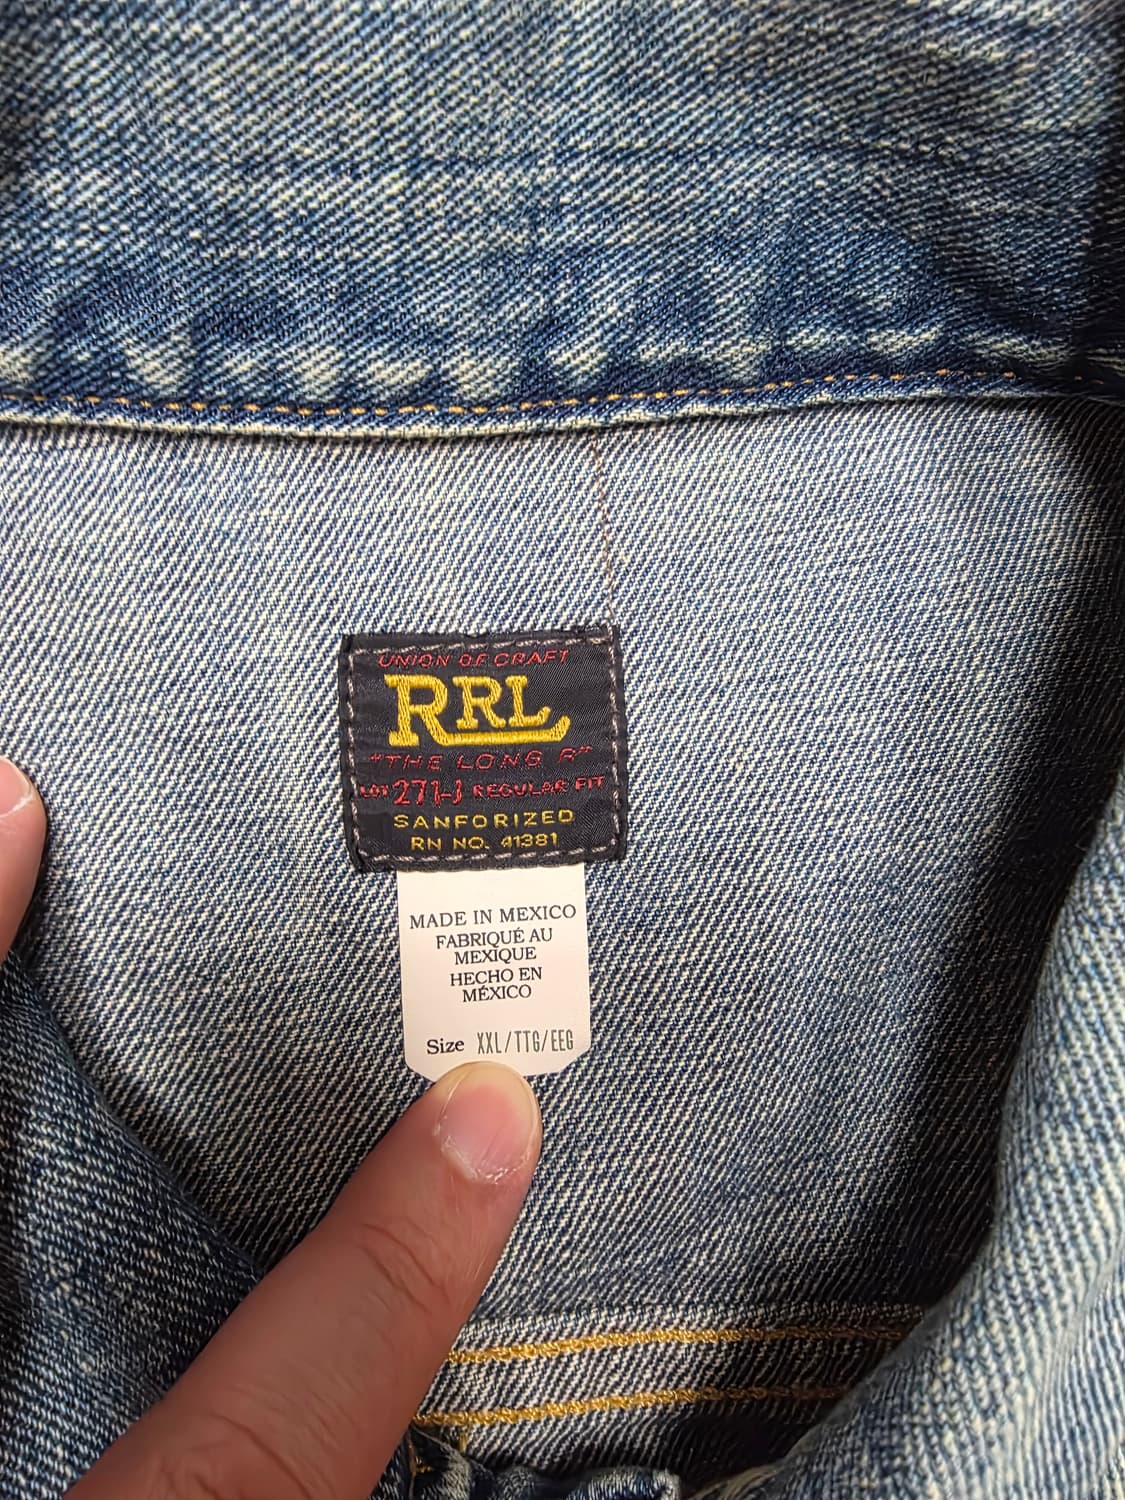 UNION OF CRAFT
RRL
"THE LONG R"
LOT 271-J REGULAR FIT
SANFORIZED
RN NO. 41381
MADE IN MEXICO
FABRIQUÉ AU
MEXIQUE
HECHO EN
MÉXICO
Size XXL/TTG/EEG